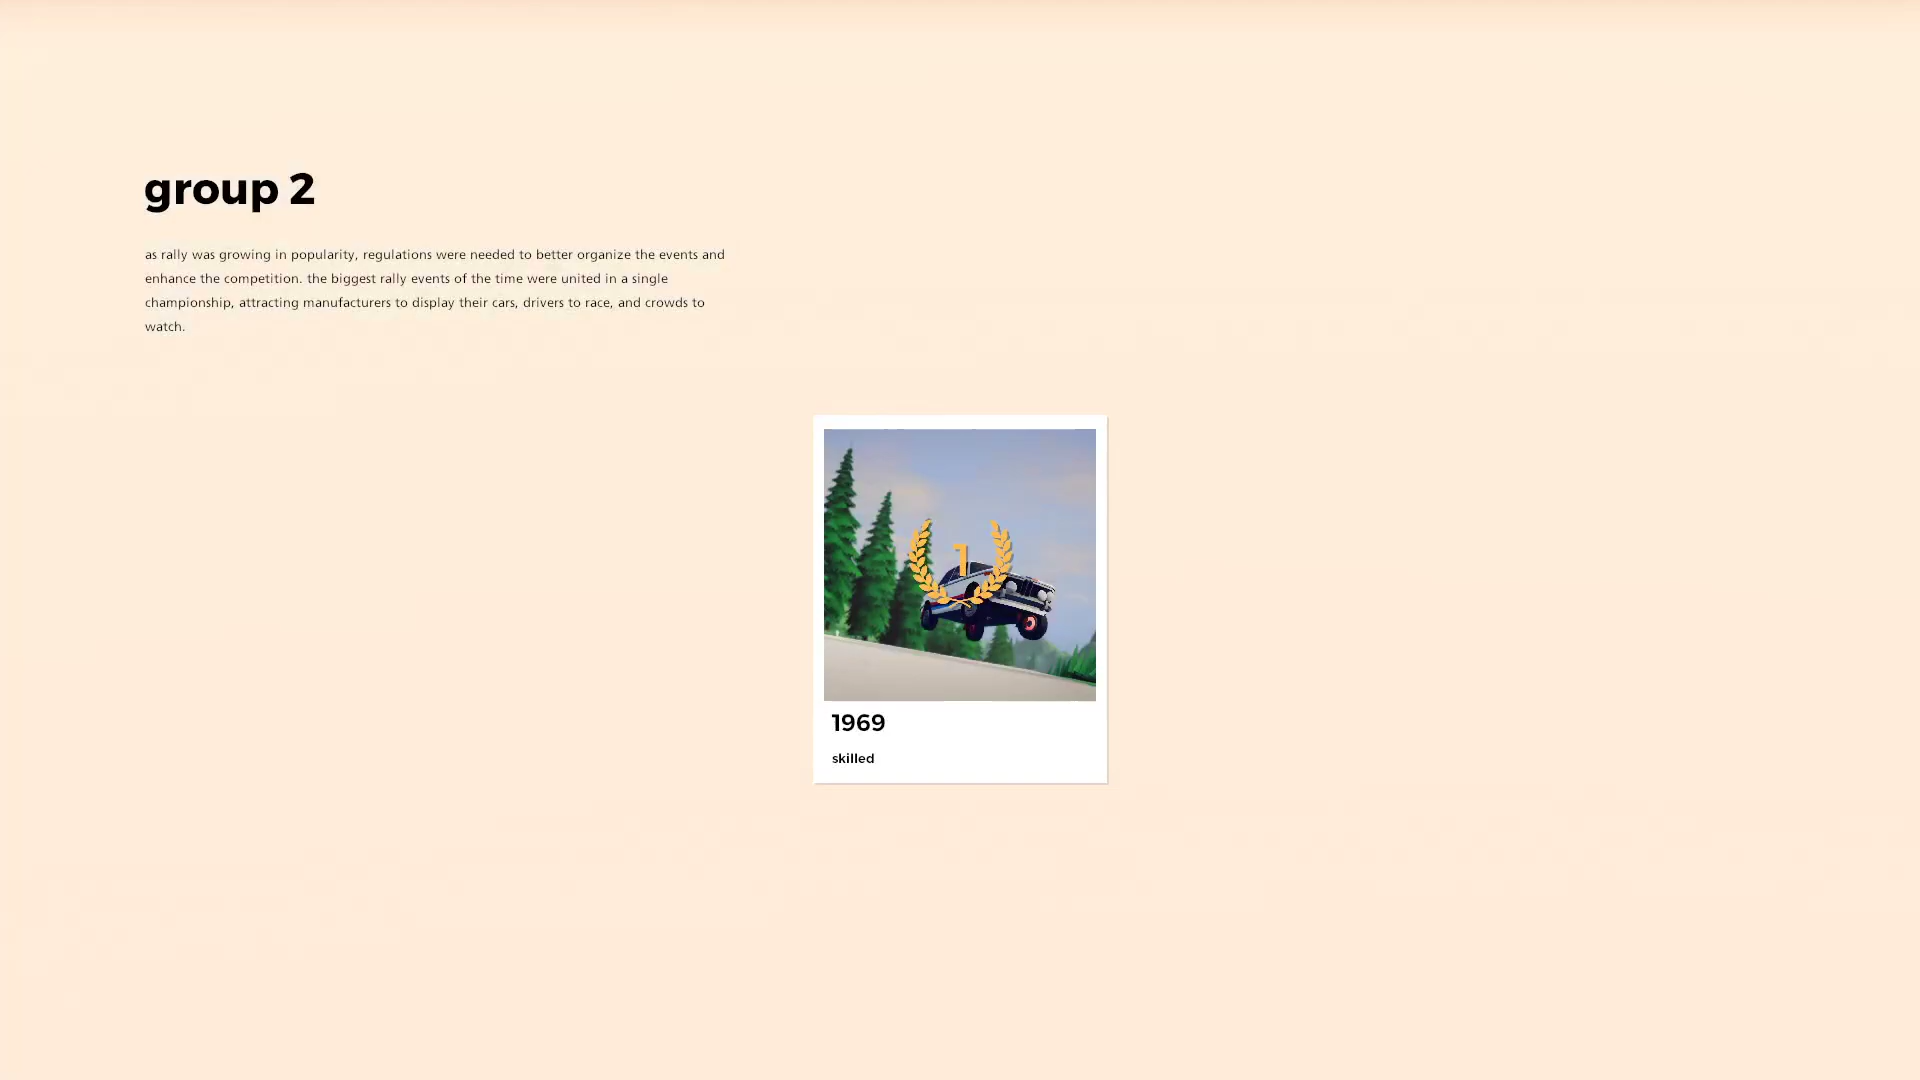 group 2
as rally was growing in popularity, regulations were needed to better organize the events and
enhance the competition. the biggest rally events of the time were united in a single
championship, attracting manufacturers to display their cars, drivers to race, and crowds to
watch.
1
1969
skilled